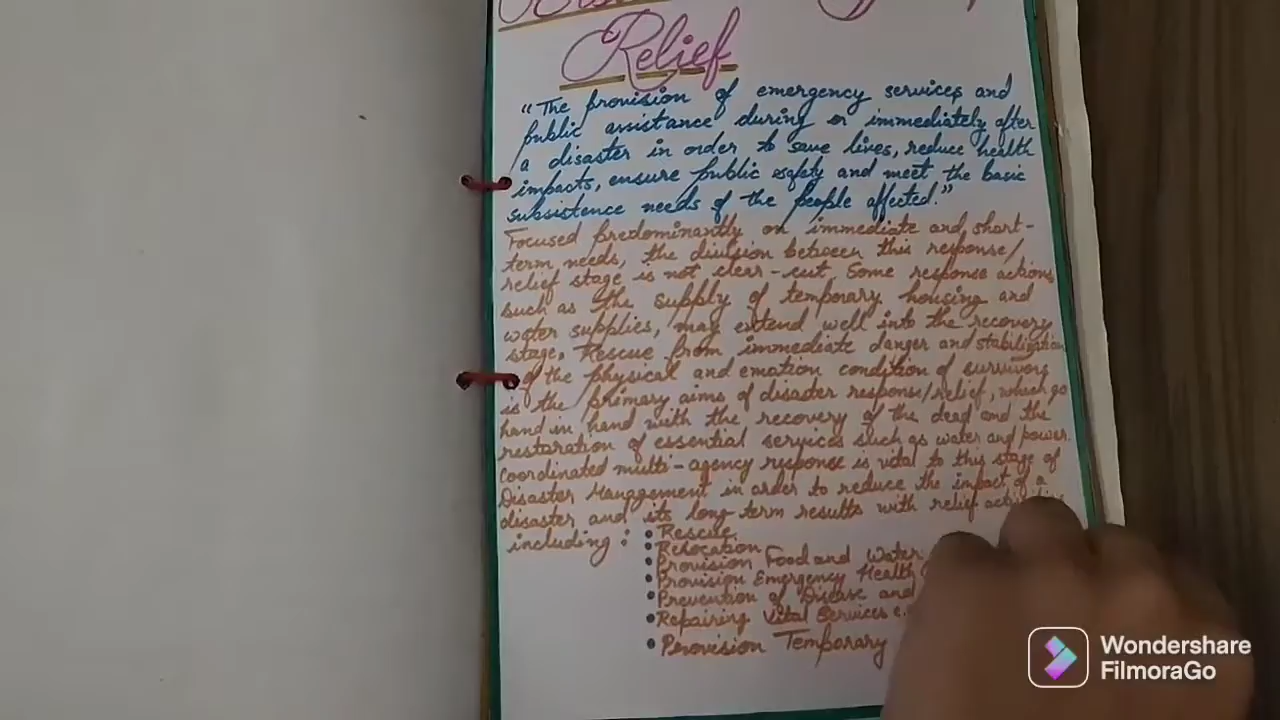 Relief
"The provision of emergency services and
public assistance during or immediately after
a disaster in order to save lives, reduce health
impacts, ensure public safety and meet the basic
subsistence needs of the people affected."
Focused predominantly on immediate and short-
term needs, the division between this response/
relief stage is not clear-cut. Some response actions
such as the supply of temporary housing and
water supplies, may extend well into the recovery
stage. Rescue from immediate danger and stabilization
of the physical and emotion condition of survivors
is the primary aims of disaster response/relief, which go
hand in hand with the recovery of the dead and the
restoration of essential services such as water and power.
Coordinated multi-agency response is vital to this stage of
Disaster Management in order to reduce the impact of a
disaster and its long term results with relief
including :
• Rescue
• Relocation
Provision Food and Water
• Provision Emergency Health
• Prevention of Disease and
• Repairing Vital Services
• Provision Temporary
Wondershare
FilmoraGo